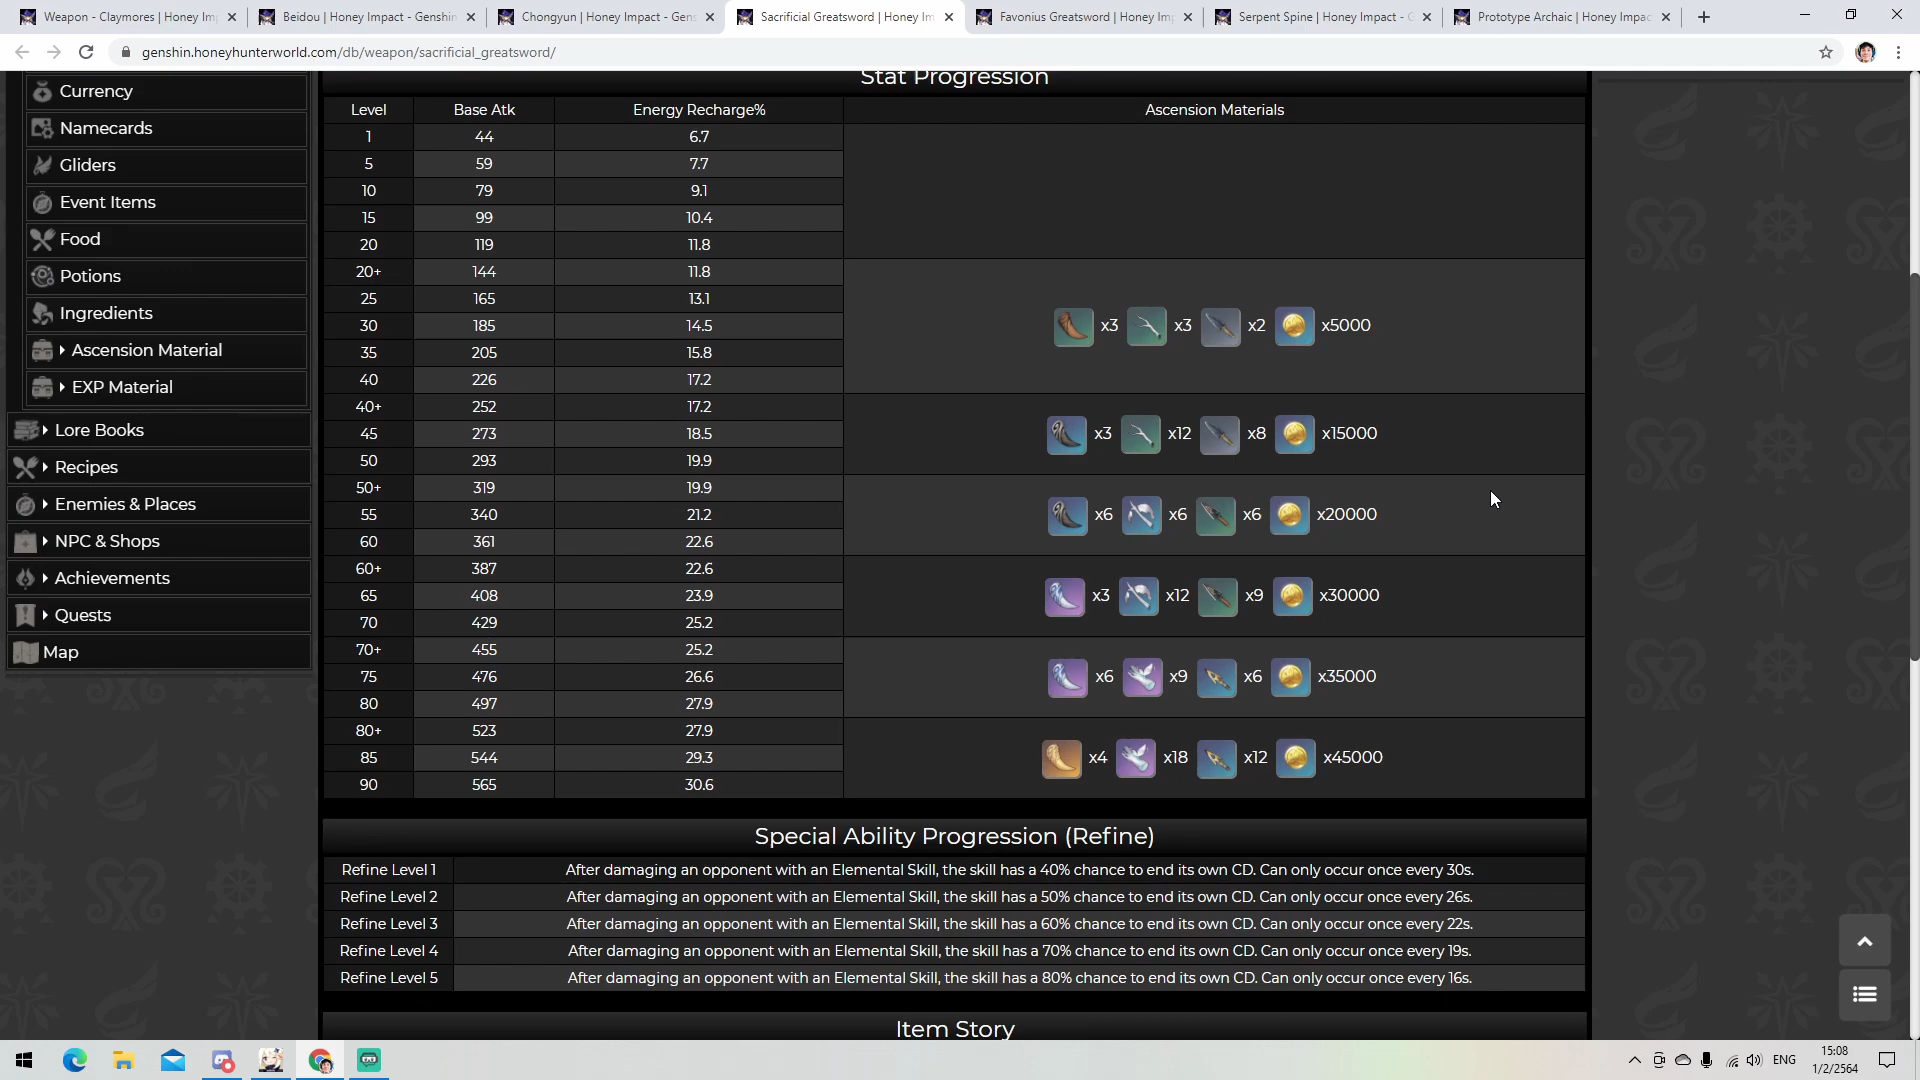 Weapon - Claymores | Honey Im
Beidou | Honey Impact - Genshin
Chongyun | Honey Impact - Gens
Sacrificial Greatsword | Honey Im
Favonius Greatsword | Honey Im
Serpent Spine | Honey Impact - G
Prototype Archaic | Honey Impac
genshin.honeyhunterworld.com/db/weapon/sacrificial_greatsword/
Currency
Namecards
Gliders
Event Items
Food
Potions
Ingredients
Ascension Material
EXP Material
Lore Books
Recipes
Enemies & Places
NPC & Shops
Achievements
Quests
Map
Stat Progression
Level Base Atk Energy Recharge% Ascension Materials
1 44 6.7
5 59 7.7
10 79 9.1
15 99 10.4
20 119 11.8
20+ 144 11.8
25 165 13.1
30 185 14.5 x3 x3 x2 x5000
35 205 15.8
40 226 17.2
40+ 252 17.2
45 273 18.5 x3 x12 x8 x15000
50 293 19.9
50+ 319 19.9
55 340 21.2 x6 x6 x6 x20000
60 361 22.6
60+ 387 22.6
65 408 23.9 x3 x12 x9 x30000
70 429 25.2
70+ 455 25.2
75 476 26.6 x6 x9 x6 x35000
80 497 27.9
80+ 523 27.9
85 544 29.3 x4 x18 x12 x45000
90 565 30.6
Special Ability Progression (Refine)
Refine Level 1 After damaging an opponent with an Elemental Skill, the skill has a 40% chance to end its own CD. Can only occur once every 30s.
Refine Level 2 After damaging an opponent with an Elemental Skill, the skill has a 50% chance to end its own CD. Can only occur once every 26s.
Refine Level 3 After damaging an opponent with an Elemental Skill, the skill has a 60% chance to end its own CD. Can only occur once every 22s.
Refine Level 4 After damaging an opponent with an Elemental Skill, the skill has a 70% chance to end its own CD. Can only occur once every 19s.
Refine Level 5 After damaging an opponent with an Elemental Skill, the skill has a 80% chance to end its own CD. Can only occur once every 16s.
Item Story
ENG
15:08
1/2/2564